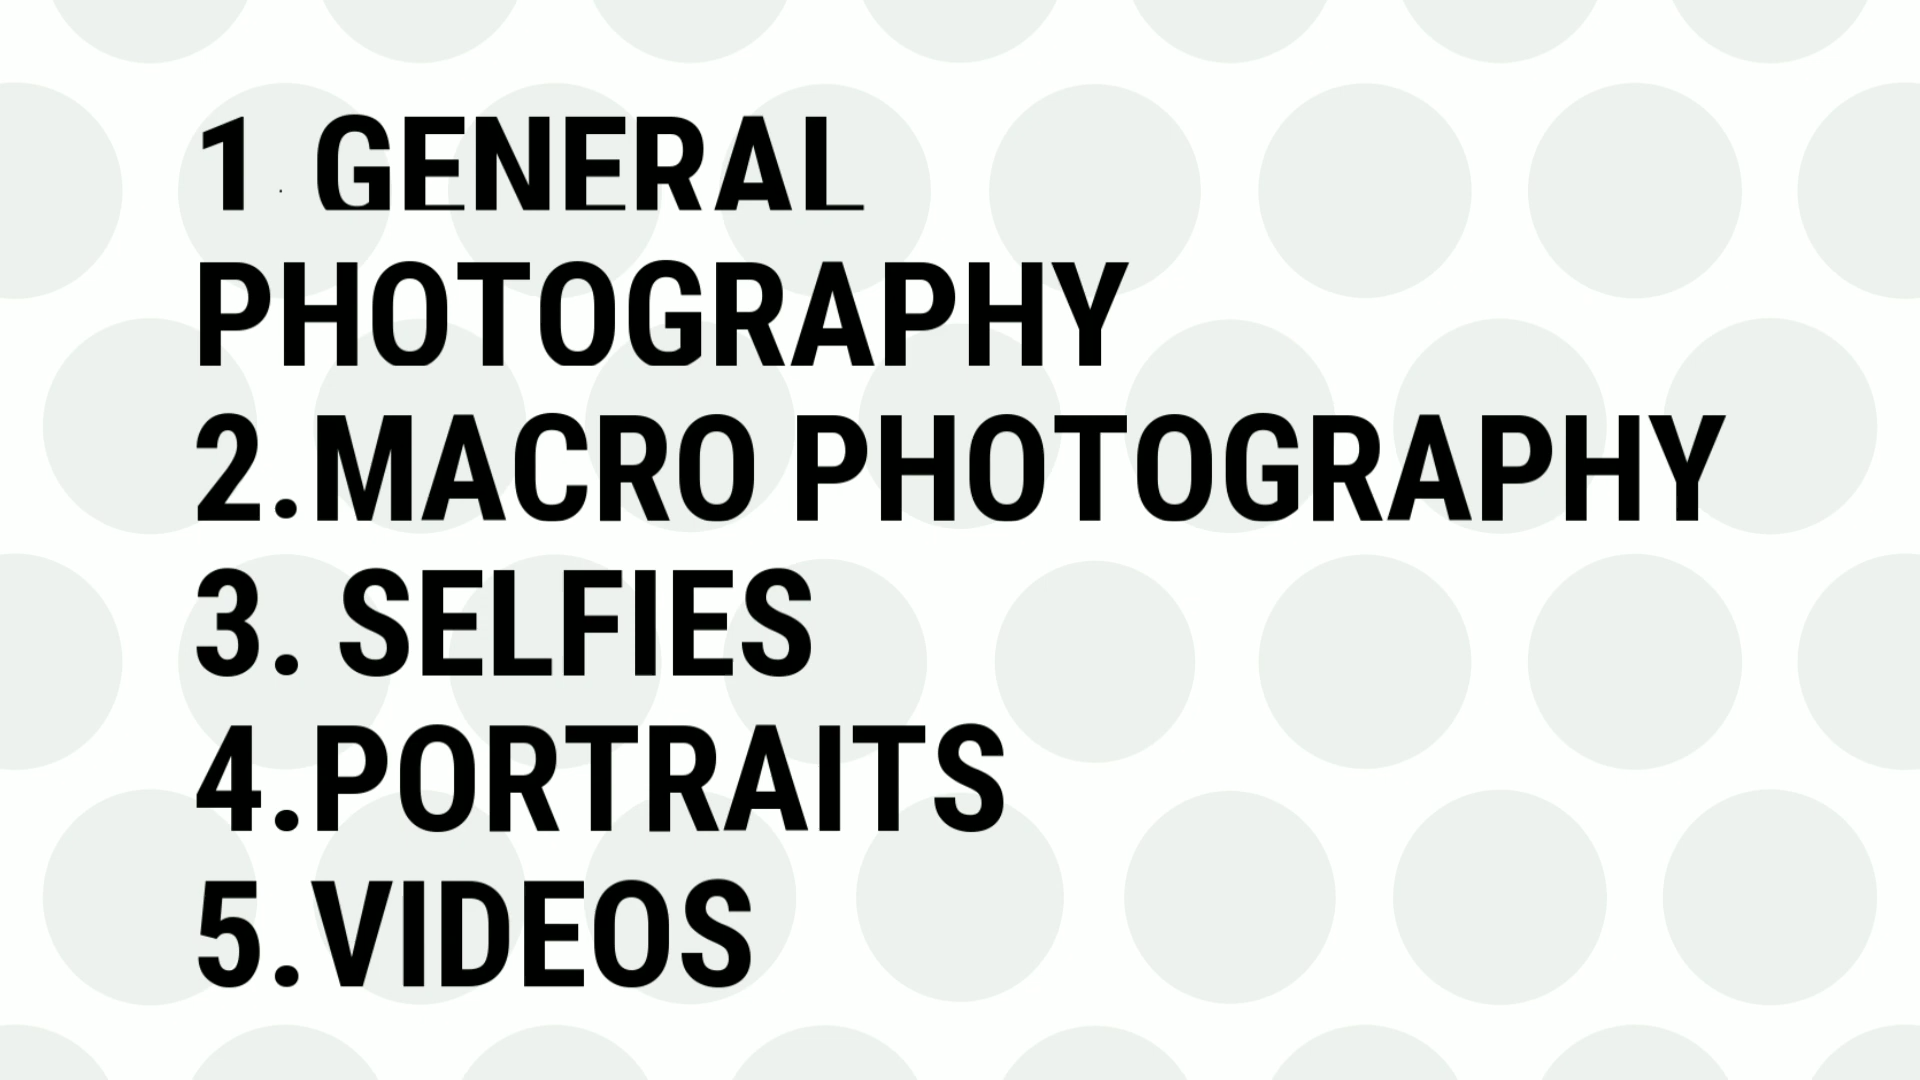 1. GENERAL
PHOTOGRAPHY
2.MACRO PHOTOGRAPHY
3. SELFIES
4.PORTRAITS
5.VIDEOS